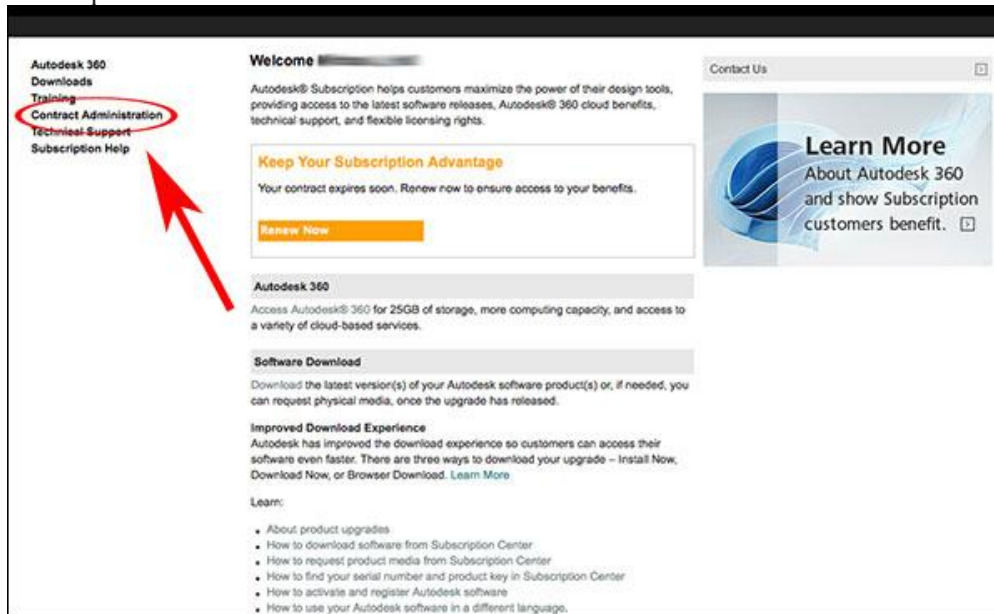 Autodesk 360
Downloads
Training
Contract Administration
Technical Support
Subscription Help
Welcome
Autodesk® Subscription helps customers maximize the power of their design tools,
providing access to the latest software releases, Autodesk® 360 cloud benefits,
technical support, and flexible licensing rights.
Keep Your Subscription Advantage
Your contract expires soon. Renew now to ensure access to your benefits.
Renew Now
Autodesk 360
Access Autodesk® 360 for 25GB of storage, more computing capacity, and access to
a variety of cloud-based services.
Software Download
Download the latest version(s) of your Autodesk software product(s) or, if needed, you
can request physical media, once the upgrade has released.
Improved Download Experience
Autodesk has improved the download experience so customers can access their
software even faster. There are three ways to download your upgrade – Install Now,
Download Now, or Browser Download. Learn More
Learn:
• About product upgrades
• How to download software from Subscription Center
• How to request product media from Subscription Center
• How to find your serial number and product key in Subscription Center
• How to activate and register Autodesk software
• How to use your Autodesk software in a different language.
Contact Us
Learn More
About Autodesk 360
and show Subscription
customers benefit.